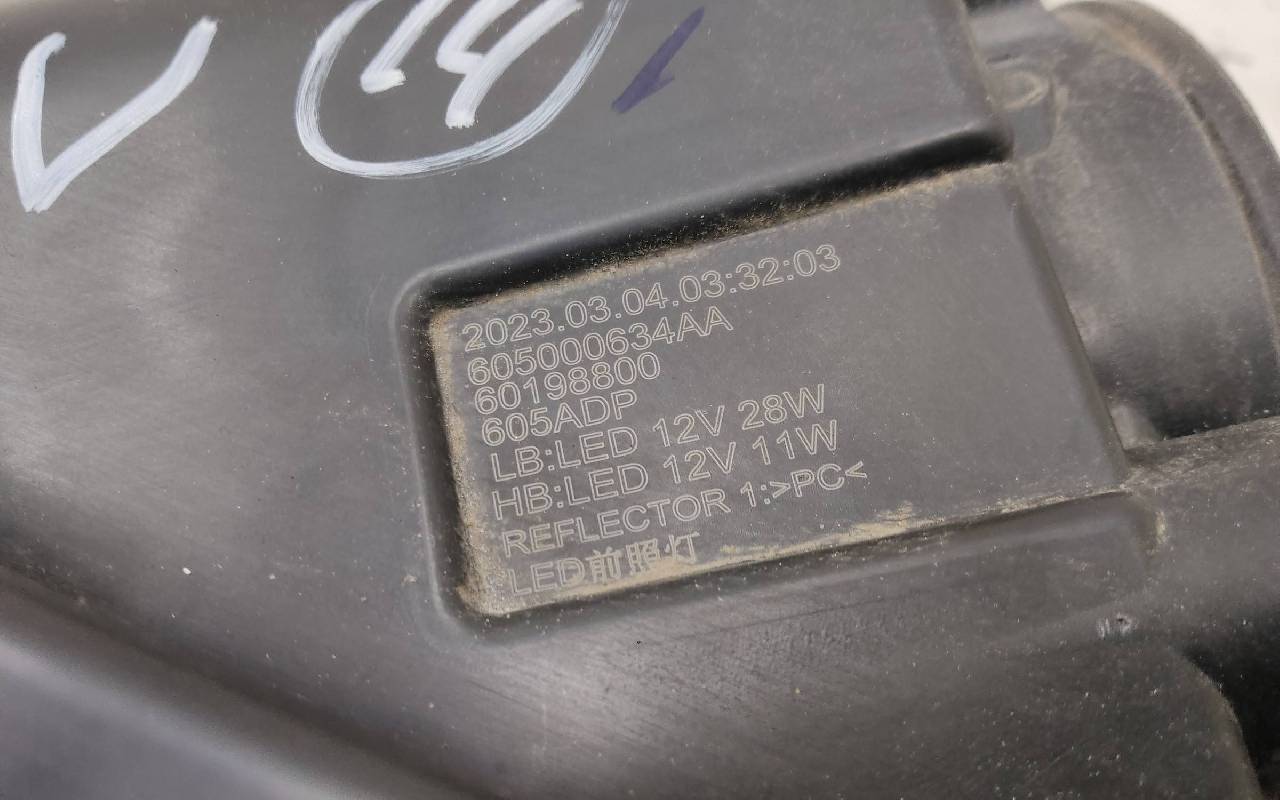 2023.03.04.03:32:03
605000634AA
60198800
605ADP
LB:LED 12V 28W
HB:LED 12V 11W
REFLECTOR 1:>PC<
LED前照灯